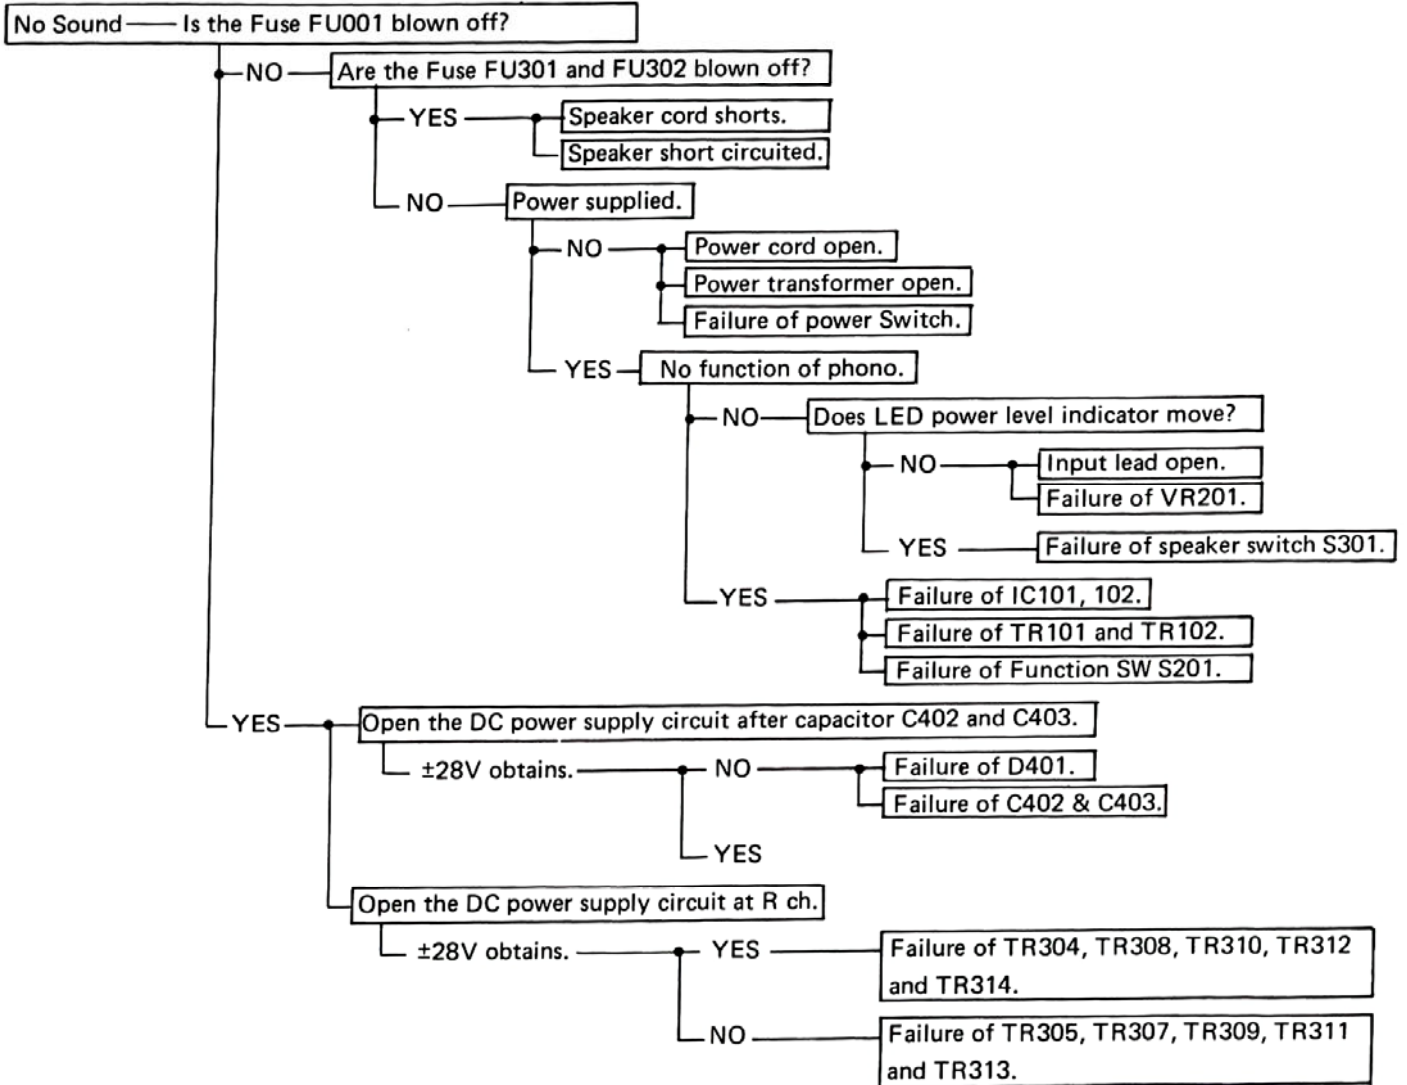 No Sound — Is the Fuse FU001 blown off?
NO
Are the Fuse FU301 and FU302 blown off?
YES
Speaker cord shorts.
Speaker short circuited.
NO
Power supplied.
NO
Power cord open.
Power transformer open.
Failure of power Switch.
YES
No function of phono.
NO
Does LED power level indicator move?
NO
Input lead open.
Failure of VR201.
YES
Failure of speaker switch S301.
YES
Failure of IC101, 102.
Failure of TR101 and TR102.
Failure of Function SW S201.
YES
Open the DC power supply circuit after capacitor C402 and C403.
±28V obtains.
NO
Failure of D401.
Failure of C402 & C403.
YES
Open the DC power supply circuit at R ch.
±28V obtains.
YES
Failure of TR304, TR308, TR310, TR312
and TR314.
NO
Failure of TR305, TR307, TR309, TR311
and TR313.